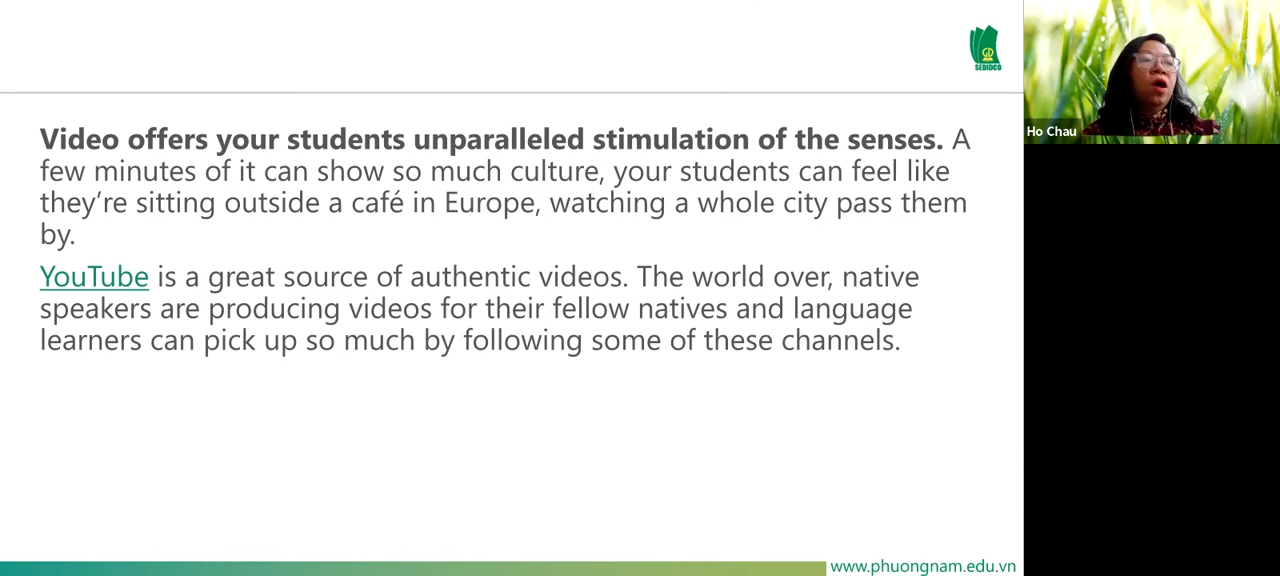 SEDIDCO
Ho Chau
Video offers your students unparalleled stimulation of the senses. A
few minutes of it can show so much culture, your students can feel like
they’re sitting outside a café in Europe, watching a whole city pass them
by.
YouTube is a great source of authentic videos. The world over, native
speakers are producing videos for their fellow natives and language
learners can pick up so much by following some of these channels.
www.phuongnam.edu.vn